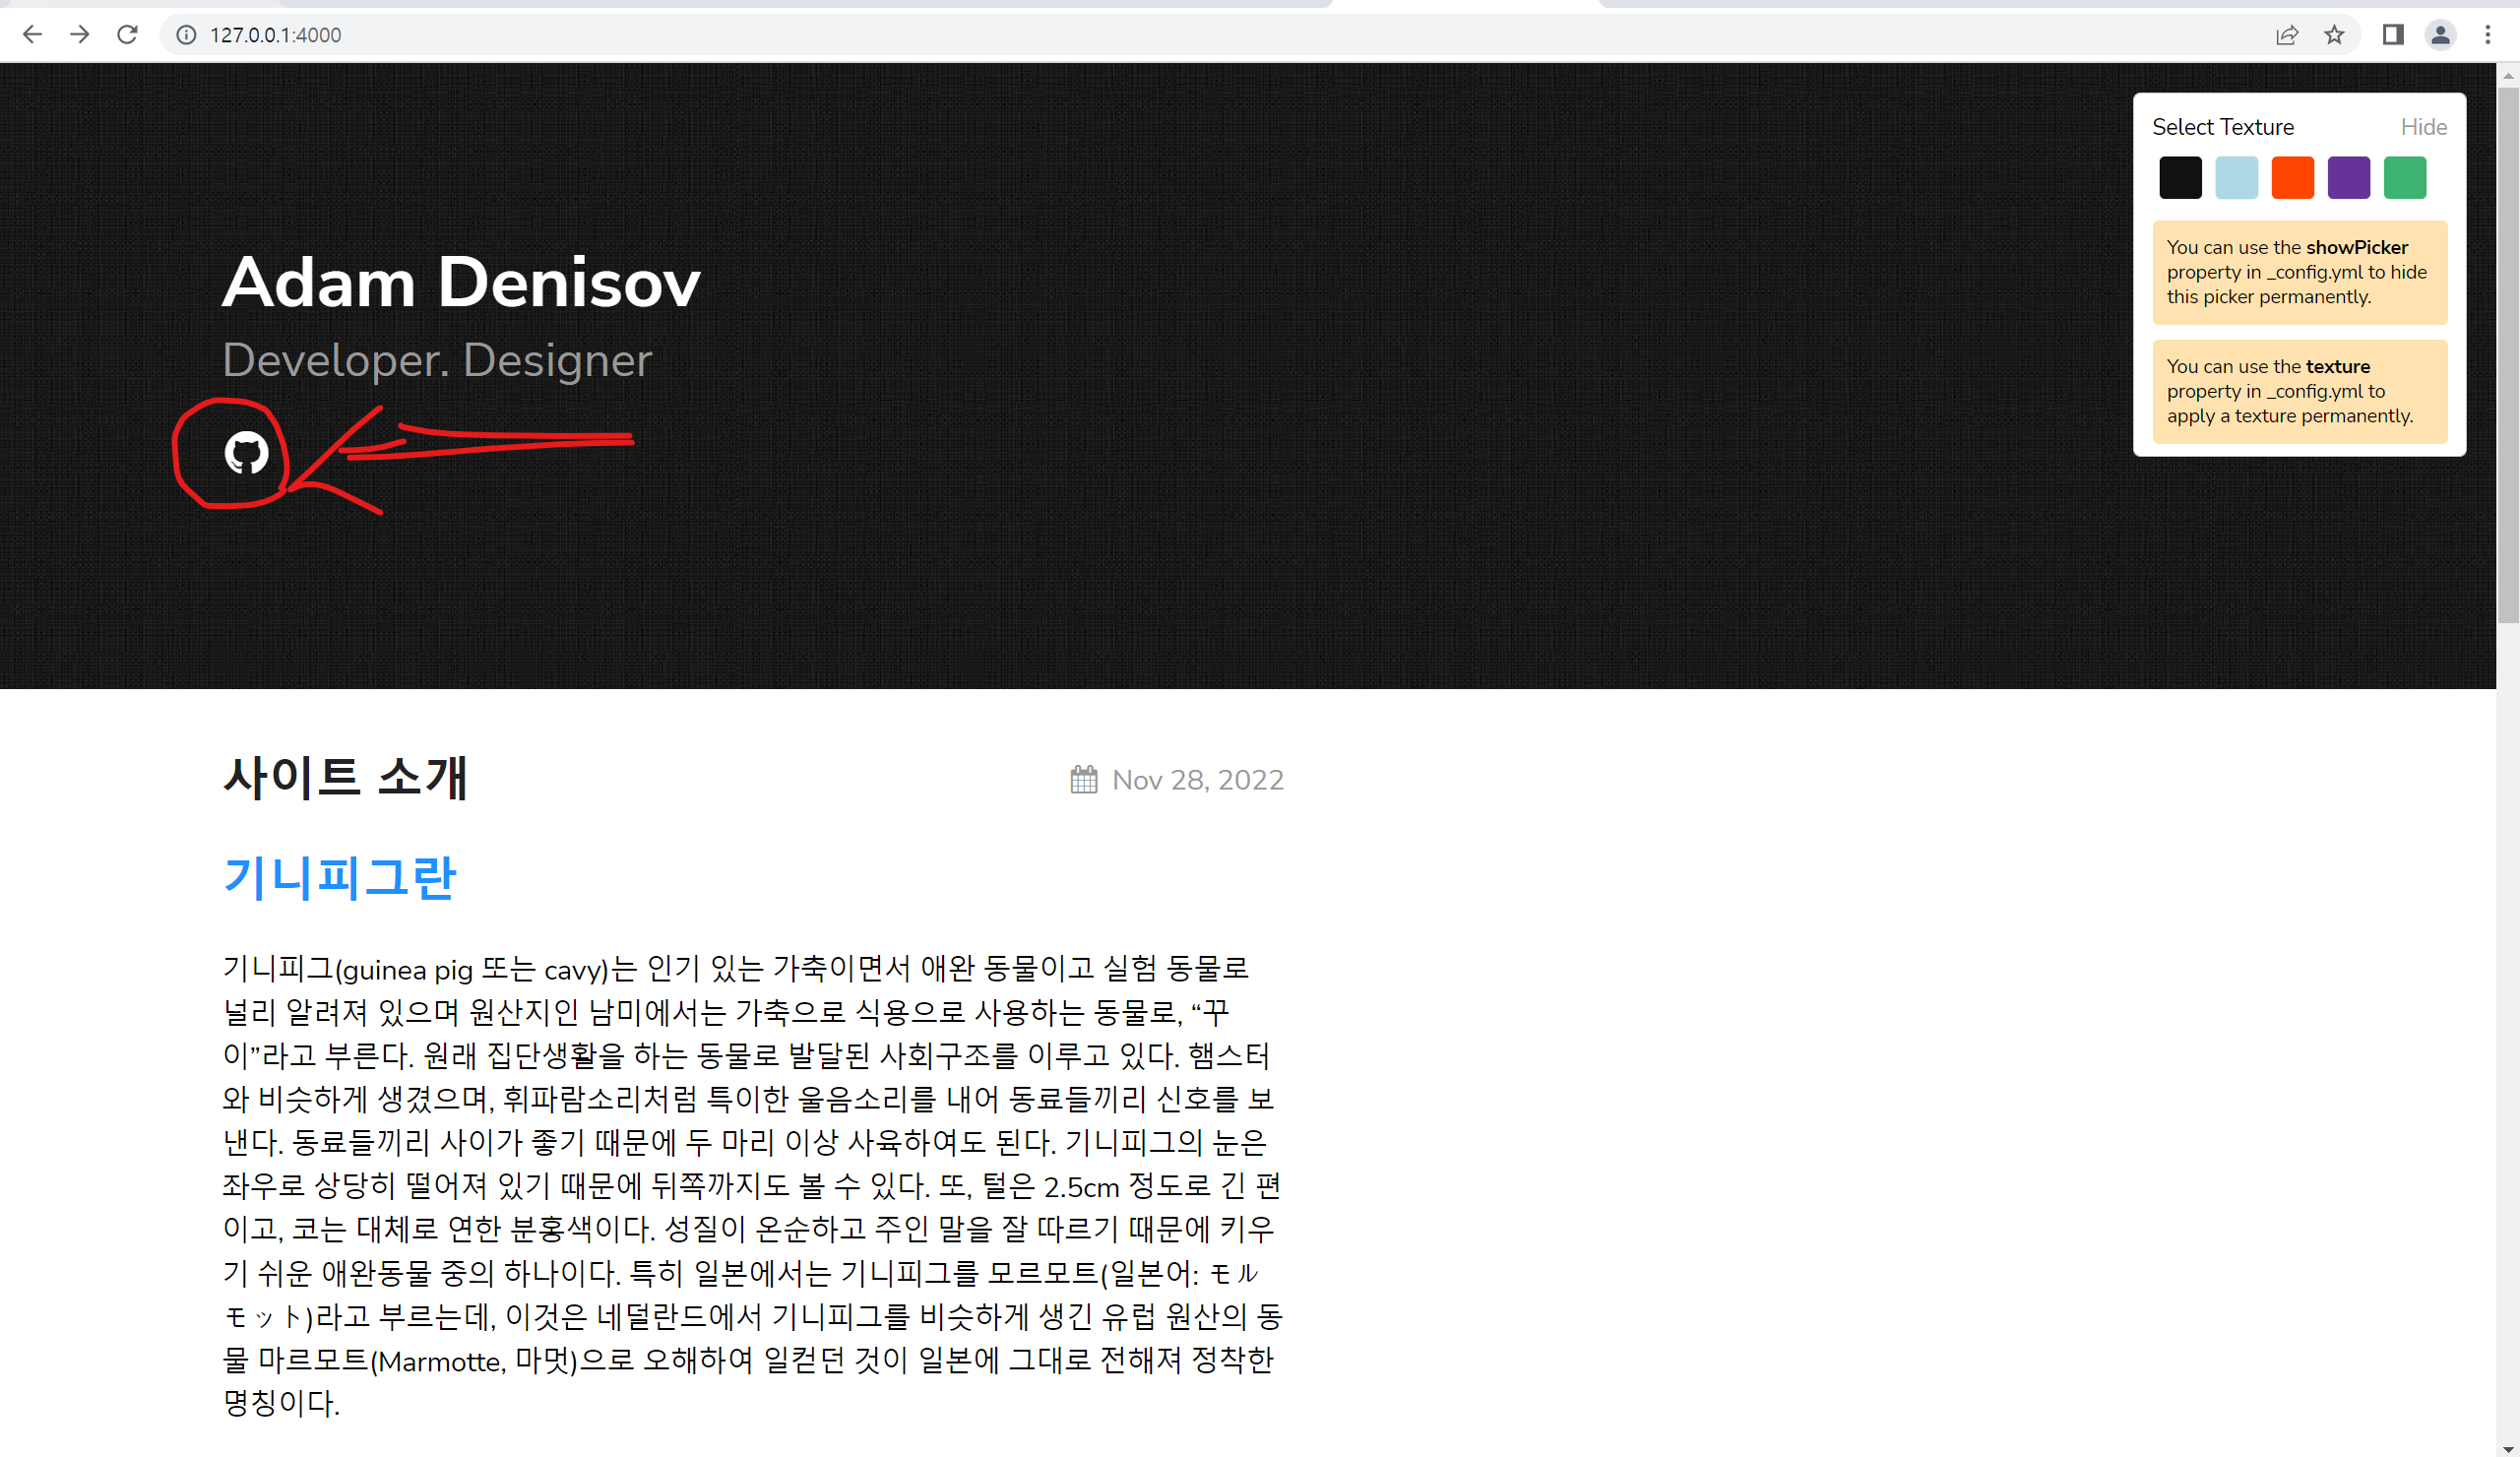 127.0.0.1:4000
Select Texture
Hide
You can use the showPicker
property in _config.yml to hide
this picker permanently.
You can use the texture
property in _config.yml to
apply a texture permanently.
Adam Denisov
Developer. Designer
사이트 소개
Nov 28, 2022
기니피그란
기니피그(guinea pig 또는 cavy)는 인기 있는 가축이면서 애완 동물이고 실험 동물로
널리 알려져 있으며 원산지인 남미에서는 가축으로 식용으로 사용하는 동물로, “꾸
이”라고 부른다. 원래 집단생활을 하는 동물로 발달된 사회구조를 이루고 있다. 햄스터
와 비슷하게 생겼으며, 휘파람소리처럼 특이한 울음소리를 내어 동료들끼리 신호를 보
낸다. 동료들끼리 사이가 좋기 때문에 두 마리 이상 사육하여도 된다. 기니피그의 눈은
좌우로 상당히 떨어져 있기 때문에 뒤쪽까지도 볼 수 있다. 또, 털은 2.5cm 정도로 긴 편
이고, 코는 대체로 연한 분홍색이다. 성질이 온순하고 주인 말을 잘 따르기 때문에 키우
기 쉬운 애완동물 중의 하나이다. 특히 일본에서는 기니피그를 모르모트(일본어: モル
モット)라고 부르는데, 이것은 네덜란드에서 기니피그를 비슷하게 생긴 유럽 원산의 동
물 마르모트(Marmotte, 마멋)으로 오해하여 일컫던 것이 일본에 그대로 전해져 정착한
명칭이다.